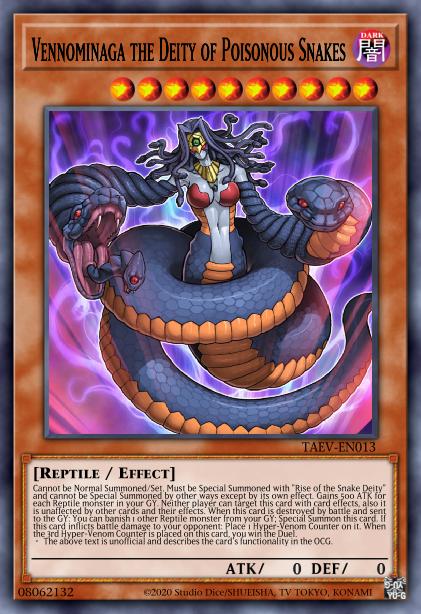 VENNOMINAGA THE DEITY OF POISONOUS SNAKES
DARK
闇
TAEV-EN013
[REPTILE / EFFECT]
Cannot be Normal Summoned/Set. Must be Special Summoned with "Rise of the Snake Deity"
and cannot be Special Summoned by other ways except by its own effect. Gains 500 ATK for
each Reptile monster in your GY. Neither player can target this card with card effects, also it
is unaffected by other cards and their effects. When this card is destroyed by battle and sent
to the GY: You can banish 1 other Reptile monster from your GY; Special Summon this card. If
this card inflicts battle damage to your opponent: Place 1 Hyper-Venom Counter on it. When
the 3rd Hyper-Venom Counter is placed on this card, you win the Duel.
* The above text is unofficial and describes the card's functionality in the OCG.
ATK/ 0 DEF/ 0
08062132 ©2020 Studio Dice/SHUEISHA, TV TOKYO, KONAMI